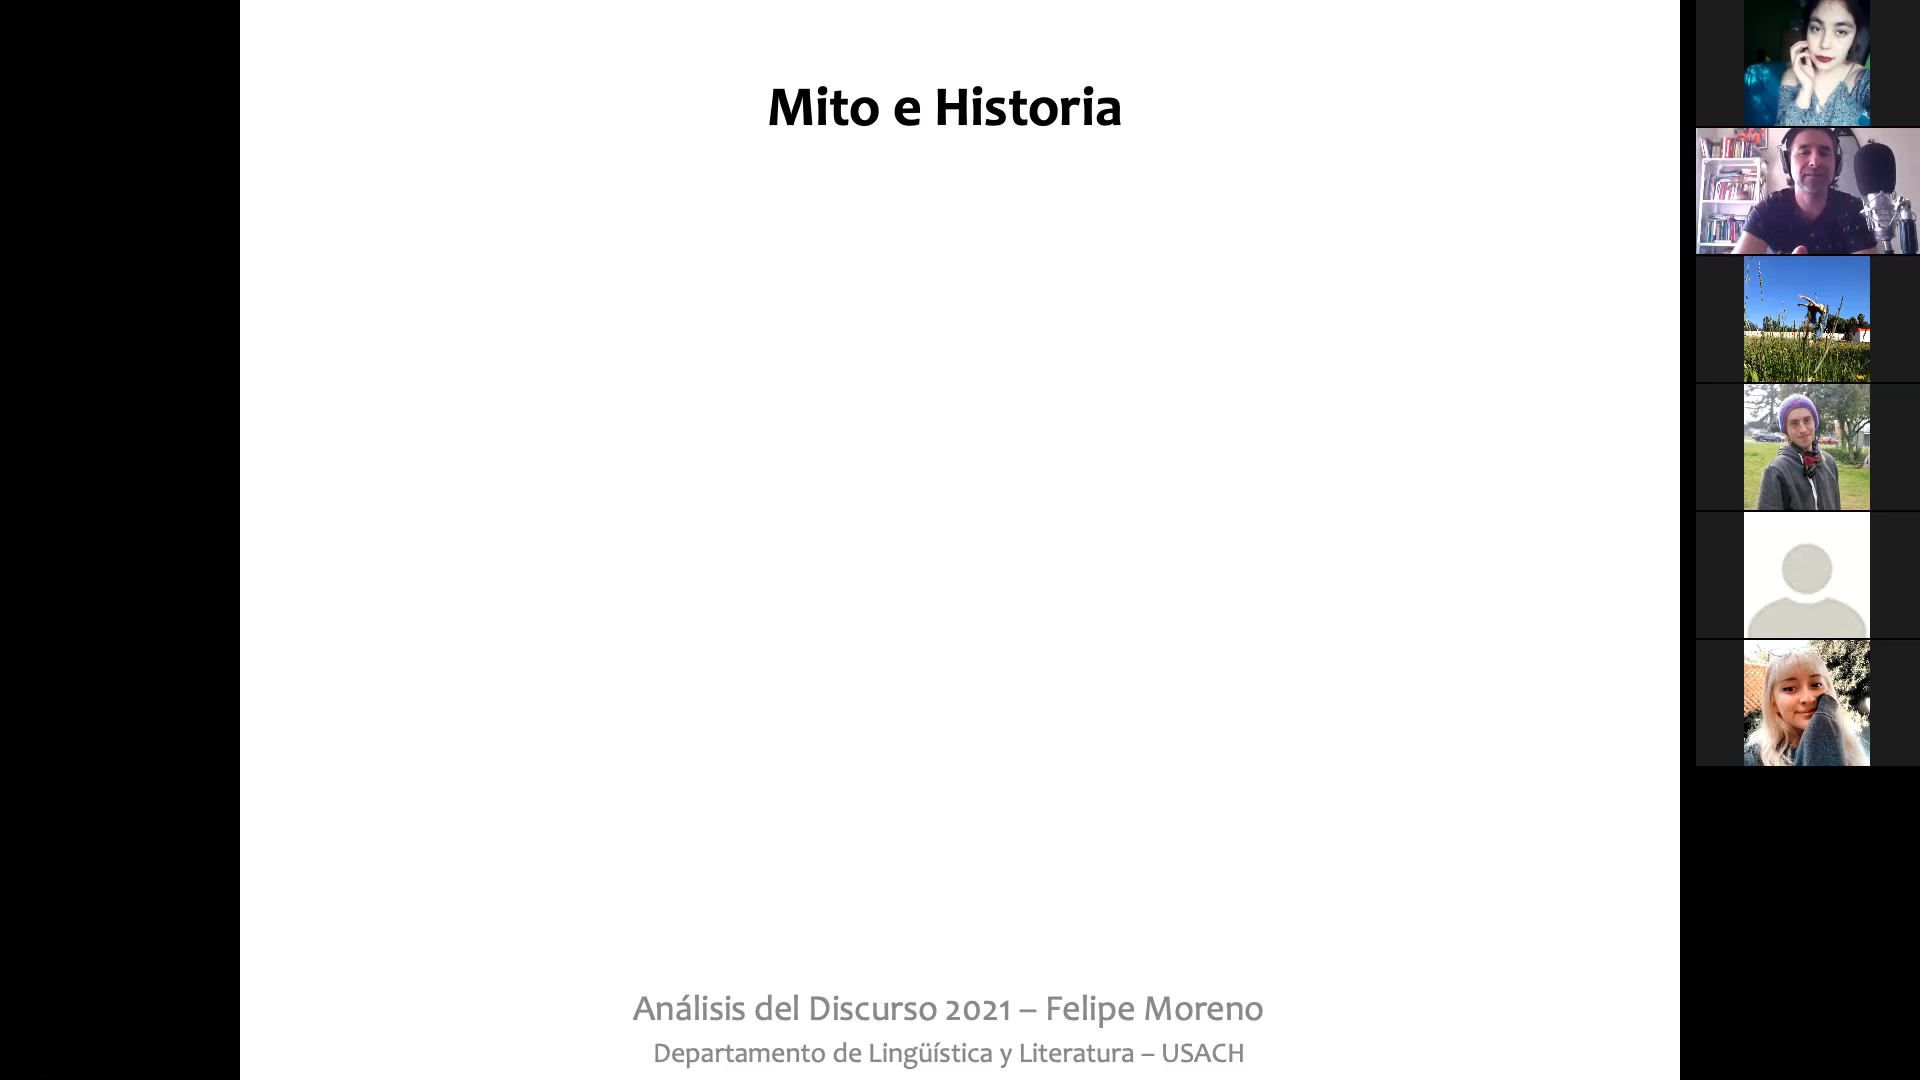 Mito e Historia
Análisis del Discurso 2021 – Felipe Moreno
Departamento de Lingüística y Literatura – USACH